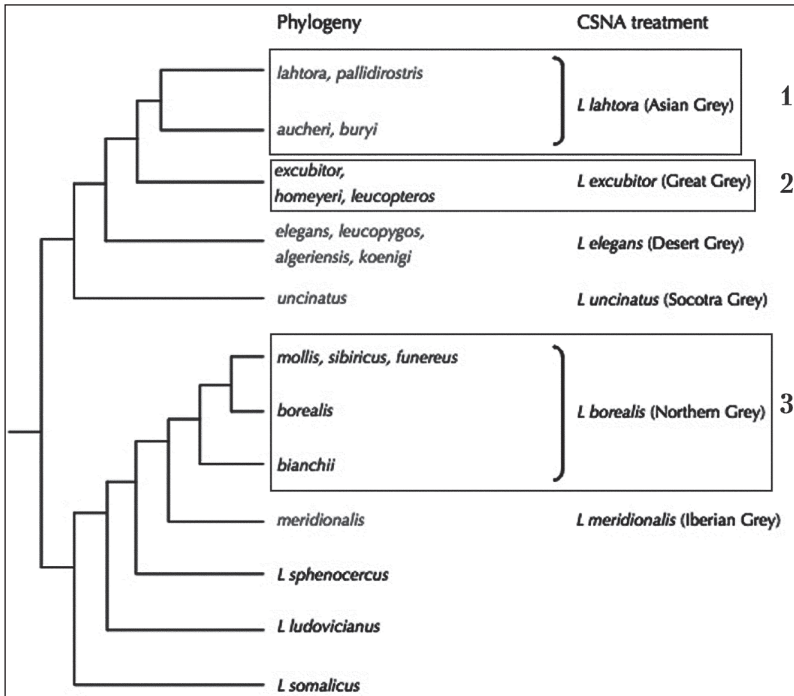 Phylogeny CSNA treatment
lahtora, pallidirostris
L lahtora (Asian Grey) 1
aucheri, buryi
excubitor,
homeyeri, leucopteros
L excubitor (Great Grey) 2
elegans, leucopygos,
algeriensis, koenigi
L elegans (Desert Grey)
uncinatus L uncinatus (Socotra Grey)
mollis, sibiricus, funereus
borealis L borealis (Northern Grey) 3
bianchii
meridionalis L meridionalis (Iberian Grey)
L sphenocercus
L ludovicianus
L somalicus